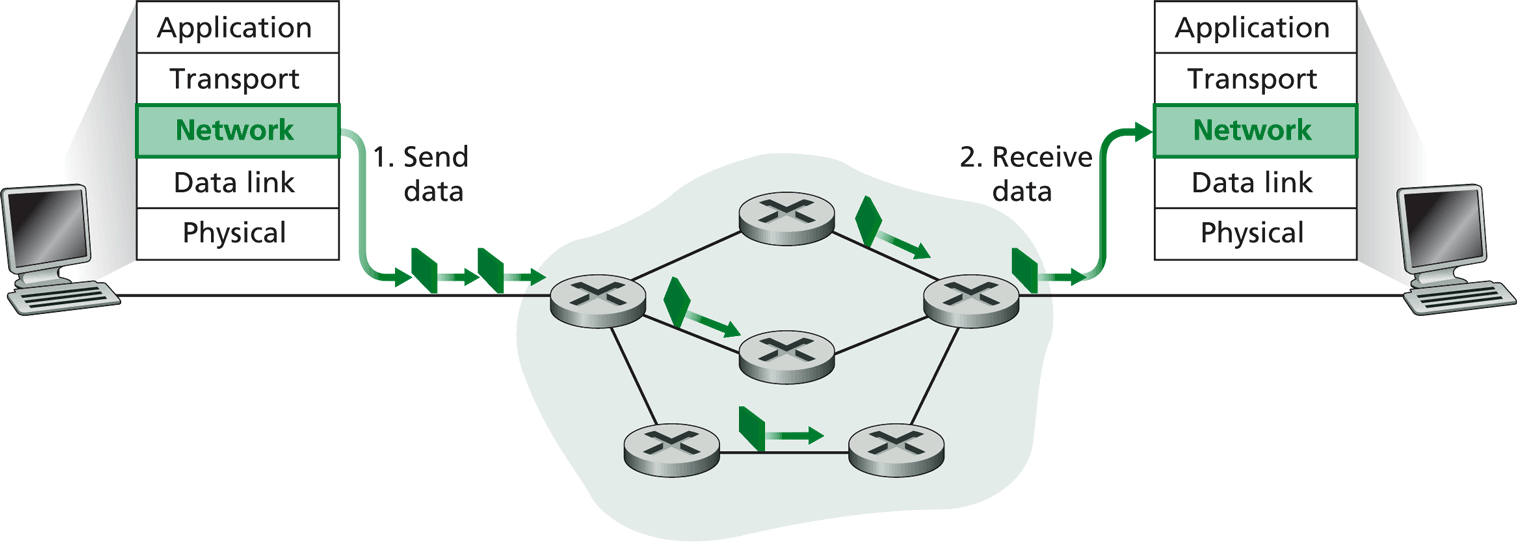 Application
Transport
Network
Data link
Physical
1. Send
data
2. Receive
data
Application
Transport
Network
Data link
Physical